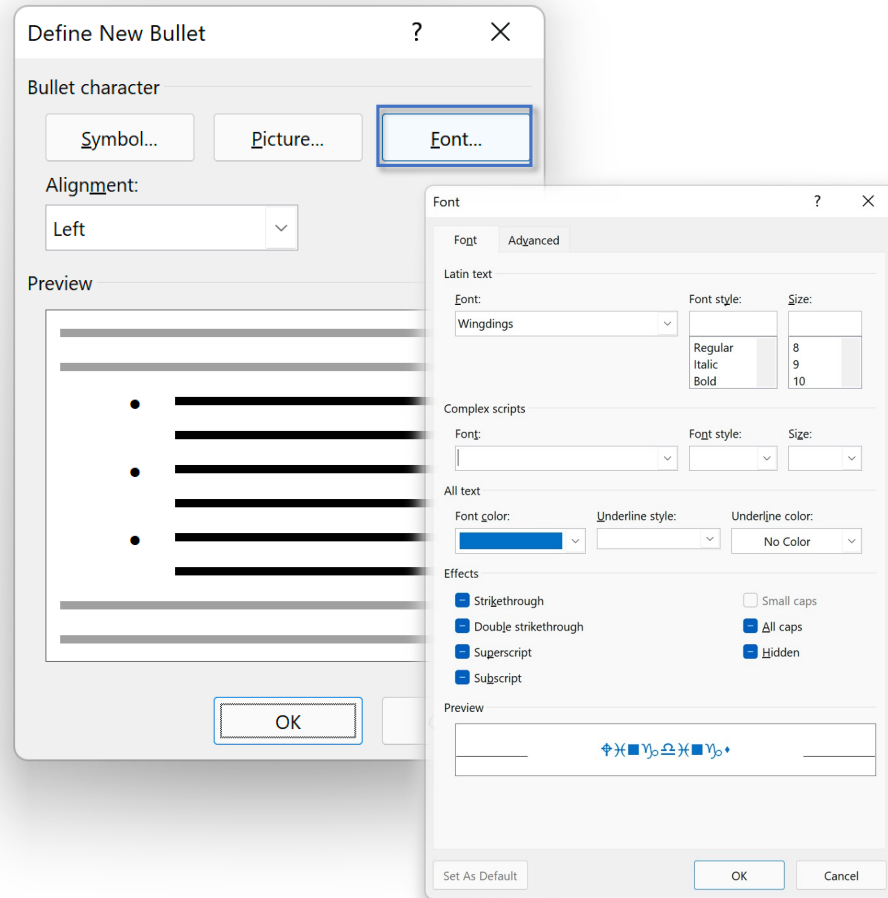 Define New Bullet ?
Bullet character
Symbol... Picture... Font...
Alignment:
Left
Preview
OK
Font ?
Font Advanced
Latin text
Font: Font style: Size:
Wingdings
Regular 8
Italic 9
Bold 10
Complex scripts
Font: Font style: Size:
All text
Font color: Underline style: Underline color:
No Color
Effects
Strikethrough Small caps
Double strikethrough All caps
Superscript Hidden
Subscript
Preview
⌖♓■♑♎♓■♑⬧
Set As Default OK Cancel